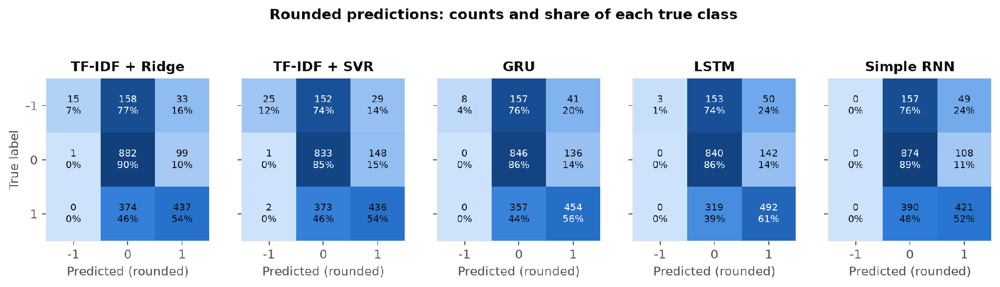 Rounded predictions: counts and share of each true class
TF-IDF + Ridge
TF-IDF + SVR
GRU
LSTM
Simple RNN
True label
-1
0
1
15 158 33
7% 77% 16%
1 882 99
0% 90% 10%
0 374 437
0% 46% 54%
-1 0 1
Predicted (rounded)
25 152 29
12% 74% 14%
1 833 148
0% 85% 15%
2 373 436
0% 46% 54%
-1 0 1
Predicted (rounded)
8 157 41
4% 76% 20%
0 846 136
0% 86% 14%
0 357 454
0% 44% 56%
-1 0 1
Predicted (rounded)
3 153 50
1% 74% 24%
0 840 142
0% 86% 14%
0 319 492
0% 39% 61%
-1 0 1
Predicted (rounded)
0 157 49
0% 76% 24%
0 874 108
0% 89% 11%
0 390 421
0% 48% 52%
-1 0 1
Predicted (rounded)